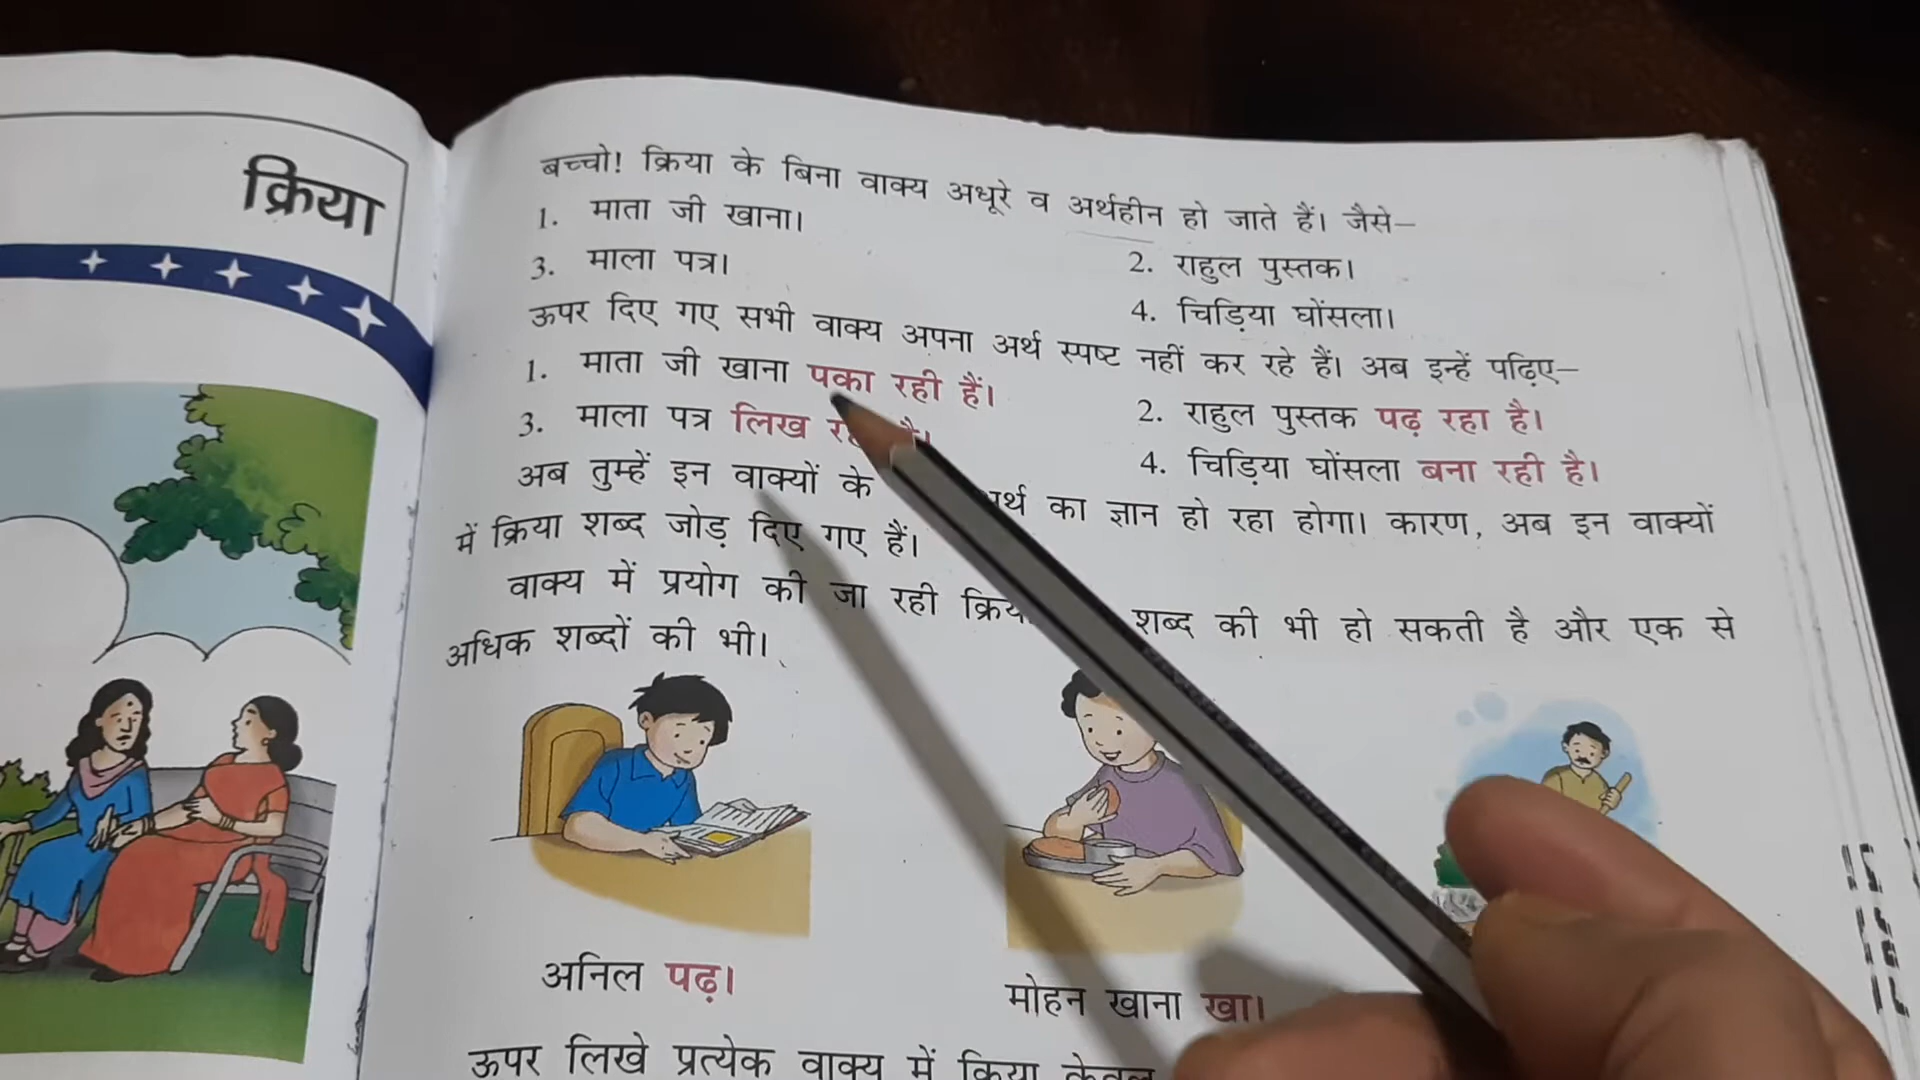 क्रिया
बच्चो! क्रिया के बिना वाक्य अधूरे व अर्थहीन हो जाते हैं। जैसे–
1. माता जी खाना।
2. राहुल पुस्तक।
3. माला पत्र।
4. चिड़िया घोंसला।
ऊपर दिए गए सभी वाक्य अपना अर्थ स्पष्ट नहीं कर रहे हैं। अब इन्हें पढ़िए–
1. माता जी खाना पका रही हैं।
2. राहुल पुस्तक पढ़ रहा है।
3. माला पत्र लिख है।
4. चिड़िया घोंसला बना रही है।
अब तुम्हें इन वाक्यों के अर्थ का ज्ञान हो रहा होगा। कारण, अब इन वाक्यों
में क्रिया शब्द जोड़ दिए गए हैं।
वाक्य में प्रयोग की जा रही शब्द की भी हो सकती है और एक से
अधिक शब्दों की भी।
अनिल पढ़।
मोहन खाना खा।
ऊपर लिखे प्रत्येक वाक्य में क्रिया केवल